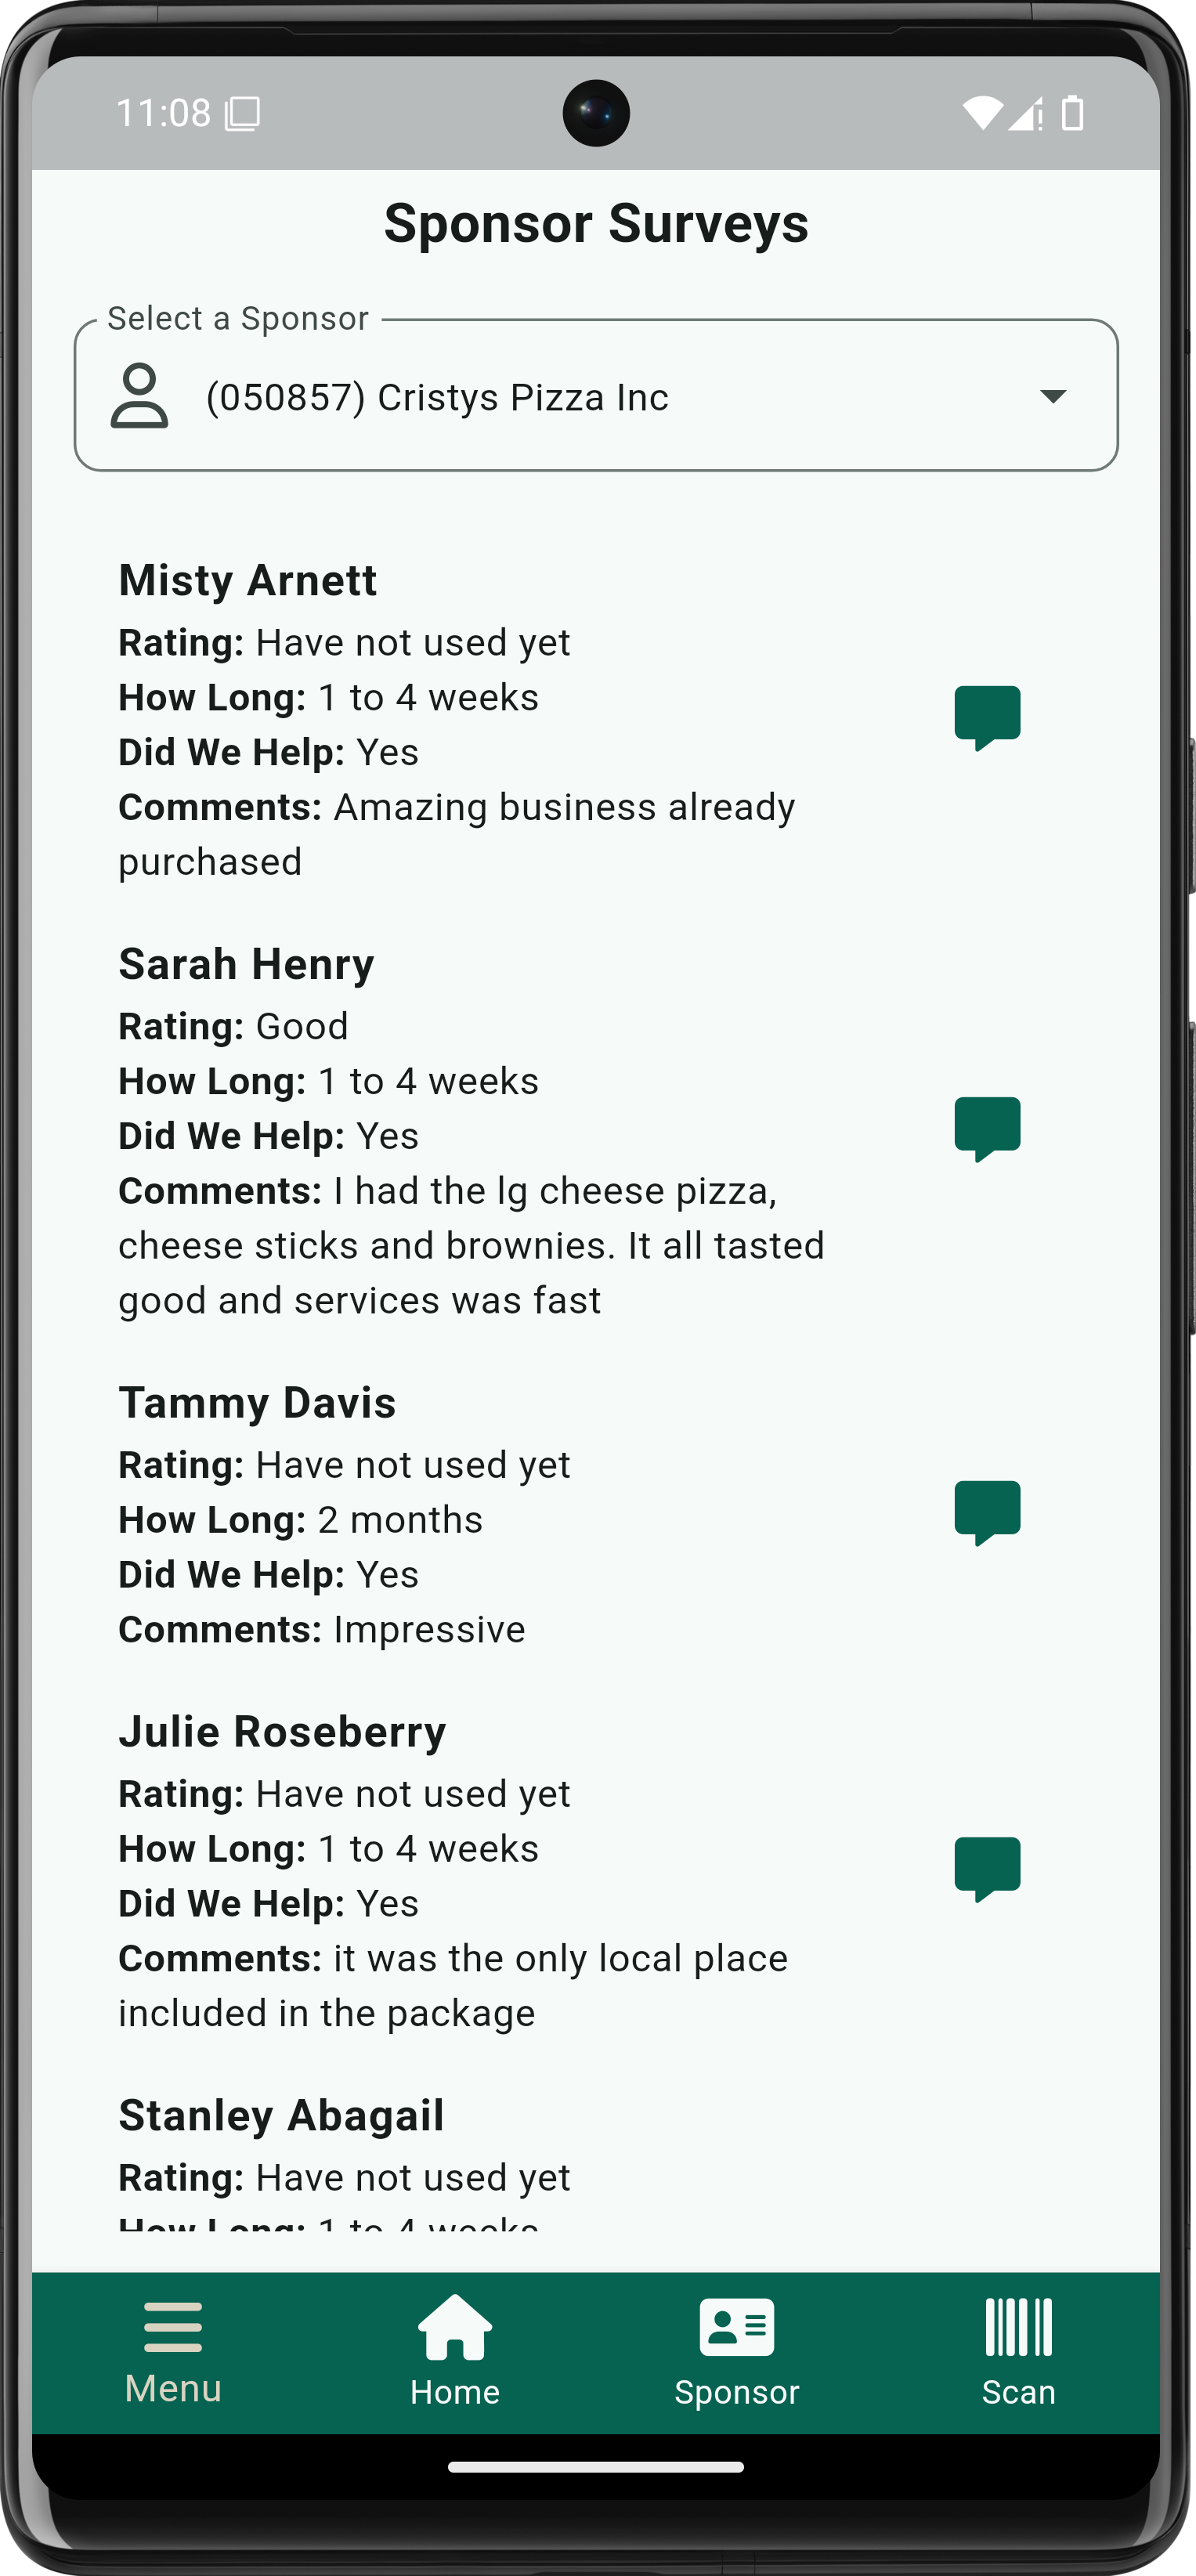 11:08
Sponsor Surveys
Select a Sponsor
(050857) Cristys Pizza Inc
Misty Arnett
Rating: Have not used yet
How Long: 1 to 4 weeks
Did We Help: Yes
Comments: Amazing business already
purchased
Sarah Henry
Rating: Good
How Long: 1 to 4 weeks
Did We Help: Yes
Comments: I had the lg cheese pizza,
cheese sticks and brownies. It all tasted
good and services was fast
Tammy Davis
Rating: Have not used yet
How Long: 2 months
Did We Help: Yes
Comments: Impressive
Julie Roseberry
Rating: Have not used yet
How Long: 1 to 4 weeks
Did We Help: Yes
Comments: it was the only local place
included in the package
Stanley Abagail
Rating: Have not used yet
How Long: 1 to 4 weeks
Menu
Home
Sponsor
Scan